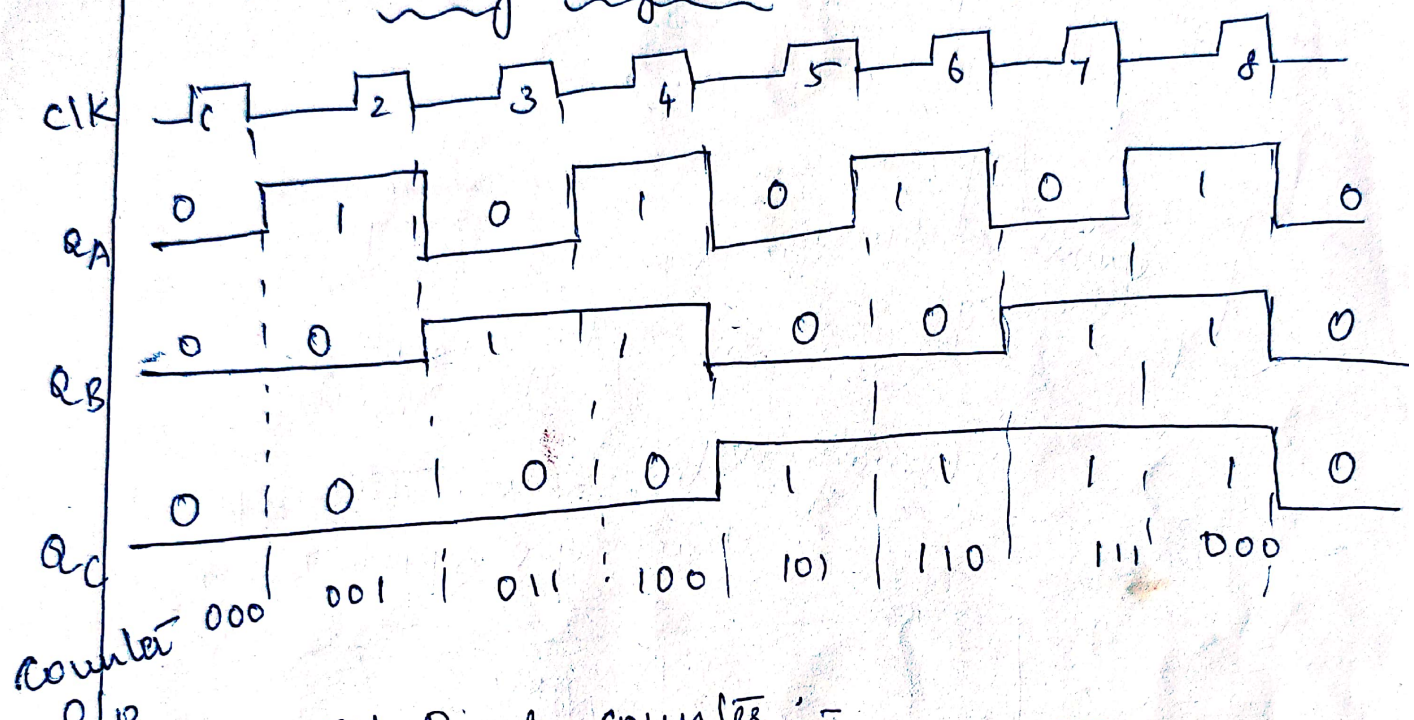 CLK 1 2 3 4 5 6 7 8
QA 0 1 0 1 0 1 0 1 0
QB 0 0 1 1 0 0 1 1 0
QC 0 0 0 0 1 1 1 1 0
000 001 011 100 101 110 111 000
O/P